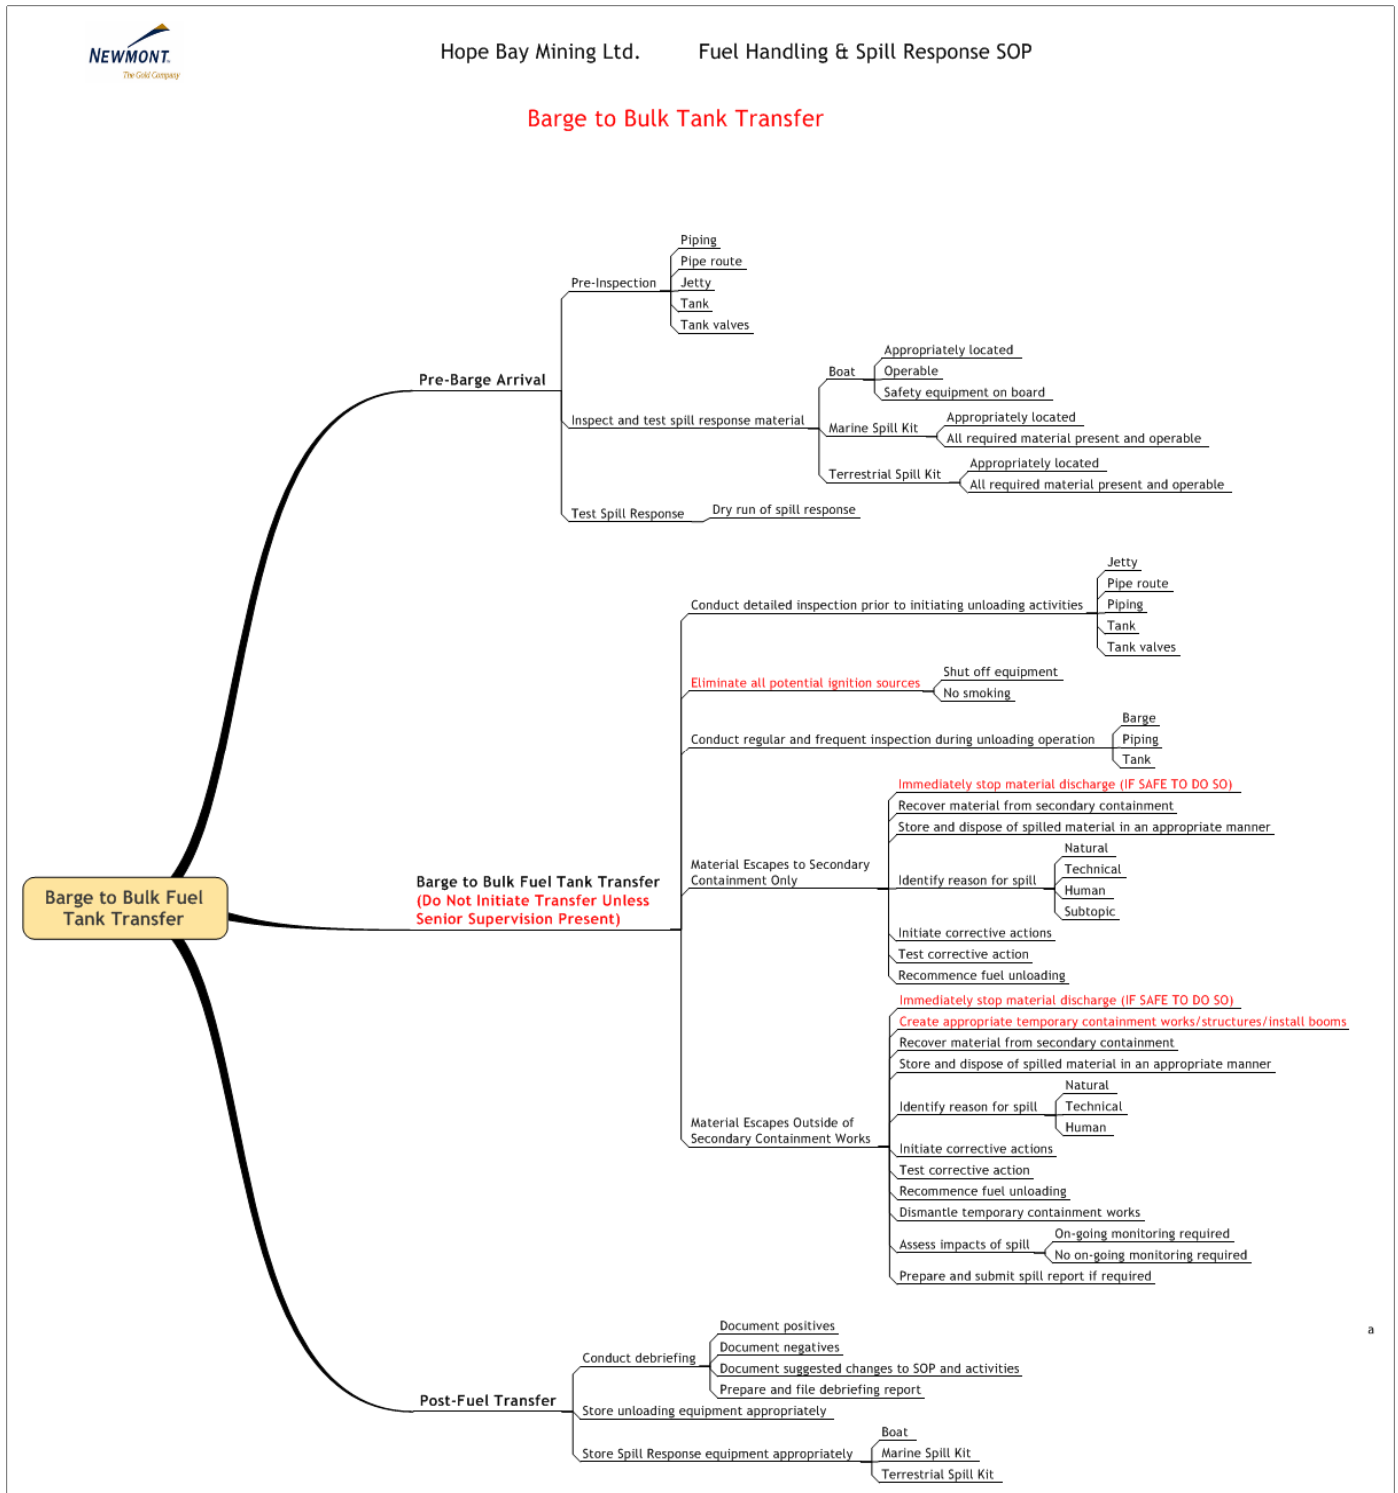 NEWMONT.
The Gold Company
Hope Bay Mining Ltd. Fuel Handling & Spill Response SOP
Barge to Bulk Tank Transfer
Barge to Bulk Fuel
Tank Transfer
Pre-Barge Arrival
Pre-Inspection
Piping
Pipe route
Jetty
Tank
Tank valves
Inspect and test spill response material
Boat
Appropriately located
Operable
Safety equipment on board
Marine Spill Kit
Appropriately located
All required material present and operable
Terrestrial Spill Kit
Appropriately located
All required material present and operable
Test Spill Response
Dry run of spill response
Barge to Bulk Fuel Tank Transfer
(Do Not Initiate Transfer Unless
Senior Supervision Present)
Conduct detailed inspection prior to initiating unloading activities
Jetty
Pipe route
Piping
Tank
Tank valves
Eliminate all potential ignition sources
Shut off equipment
No smoking
Conduct regular and frequent inspection during unloading operation
Barge
Piping
Tank
Material Escapes to Secondary
Containment Only
Immediately stop material discharge (IF SAFE TO DO SO)
Recover material from secondary containment
Store and dispose of spilled material in an appropriate manner
Identify reason for spill
Natural
Technical
Human
Subtopic
Initiate corrective actions
Test corrective action
Recommence fuel unloading
Material Escapes Outside of
Secondary Containment Works
Immediately stop material discharge (IF SAFE TO DO SO)
Create appropriate temporary containment works/structures/install booms
Recover material from secondary containment
Store and dispose of spilled material in an appropriate manner
Identify reason for spill
Natural
Technical
Human
Initiate corrective actions
Test corrective action
Recommence fuel unloading
Dismantle temporary containment works
Assess impacts of spill
On-going monitoring required
No on-going monitoring required
Prepare and submit spill report if required
a
Post-Fuel Transfer
Conduct debriefing
Document positives
Document negatives
Document suggested changes to SOP and activities
Prepare and file debriefing report
Store unloading equipment appropriately
Store Spill Response equipment appropriately
Boat
Marine Spill Kit
Terrestrial Spill Kit